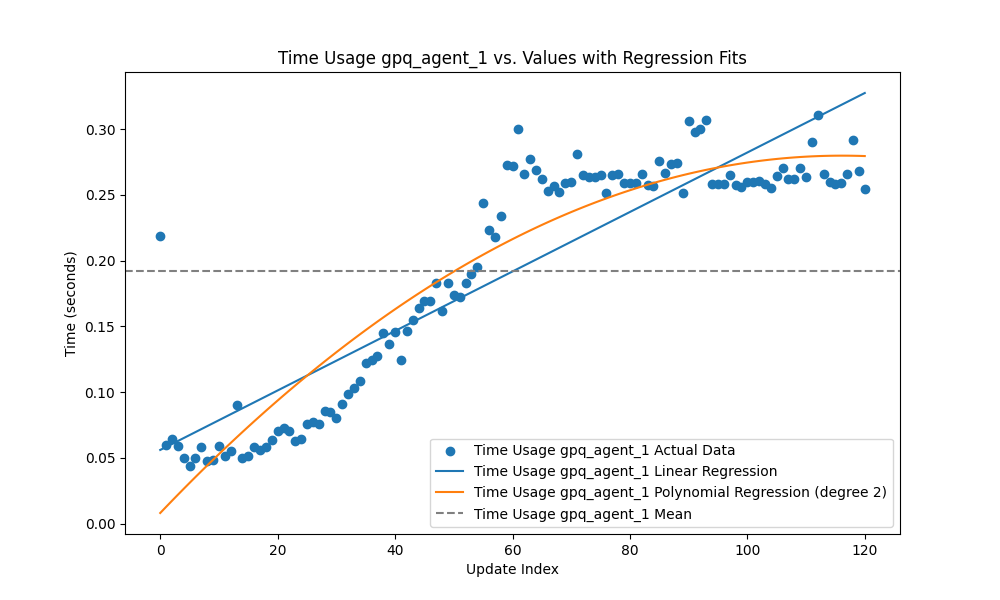 Time Usage gpq_agent_1 vs. Values with Regression Fits
Time (seconds)
0.30
0.25
0.20
0.15
0.10
0.05
0.00
Time Usage gpq_agent_1 Actual Data
Time Usage gpq_agent_1 Linear Regression
Time Usage gpq_agent_1 Polynomial Regression (degree 2)
Time Usage gpq_agent_1 Mean
0 20 40 60 80 100 120
Update Index